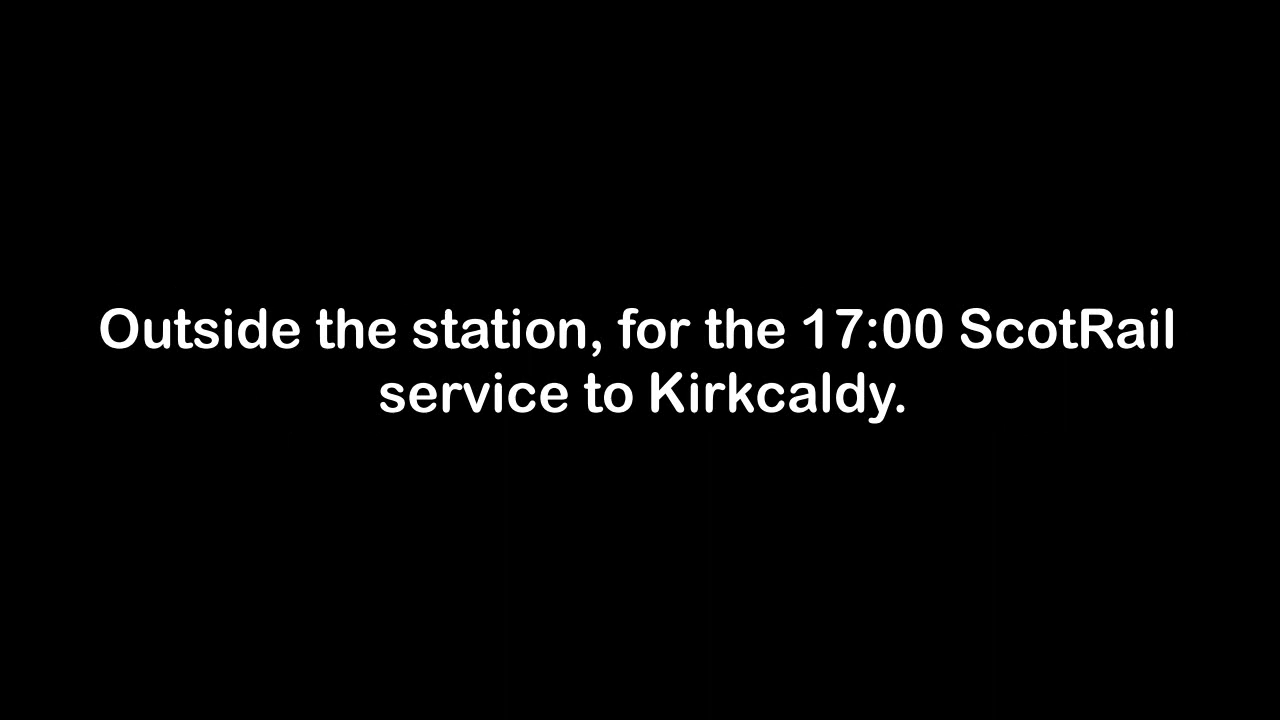 Outside the station, for the 17:00 ScotRail
service to Kirkcaldy.